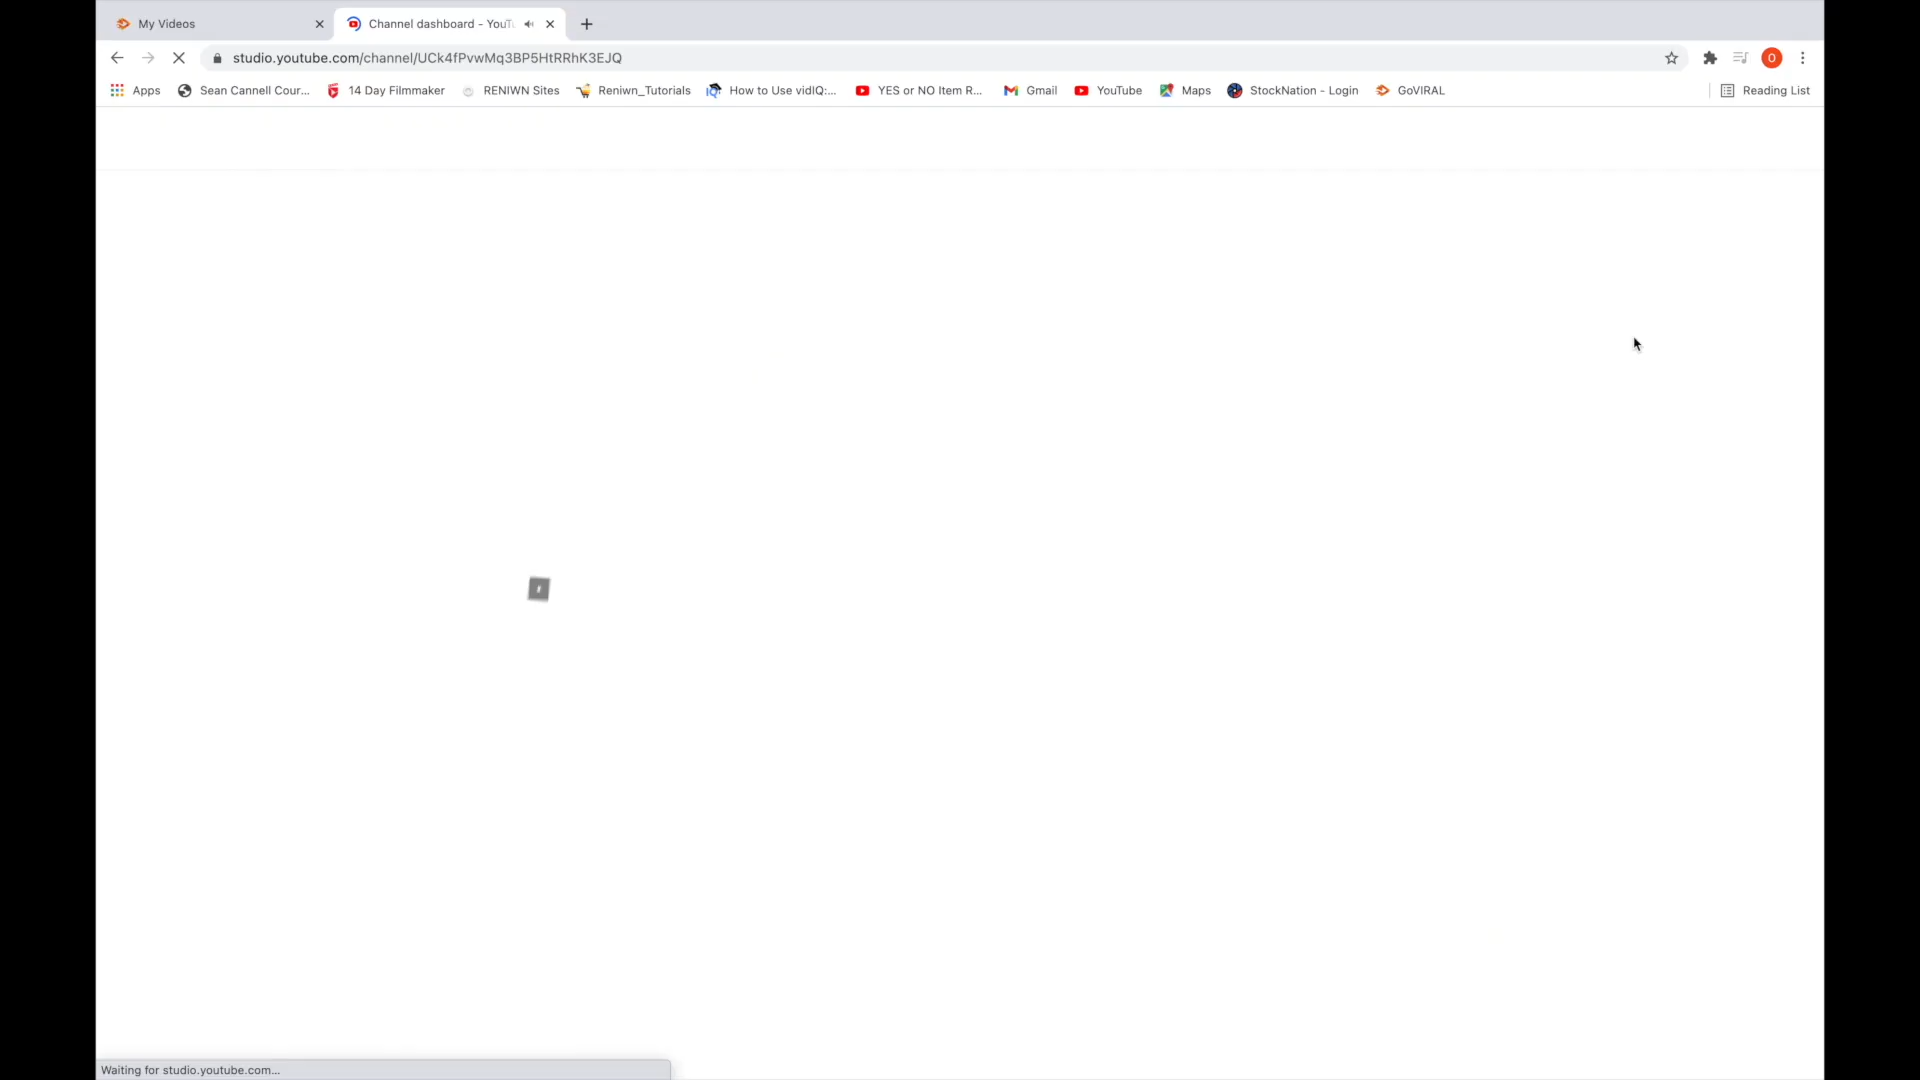 My Videos
Channel dashboard - YouT
studio.youtube.com/channel/UCk4fPvwMq3BP5HtRRhK3EJQ
O
Apps
Sean Cannell Cour...
14 Day Filmmaker
RENIWN Sites
Reniwn_Tutorials
How to Use vidIQ:...
YES or NO Item R...
Gmail
YouTube
Maps
StockNation - Login
GoVIRAL
Reading List
Waiting for studio.youtube.com...